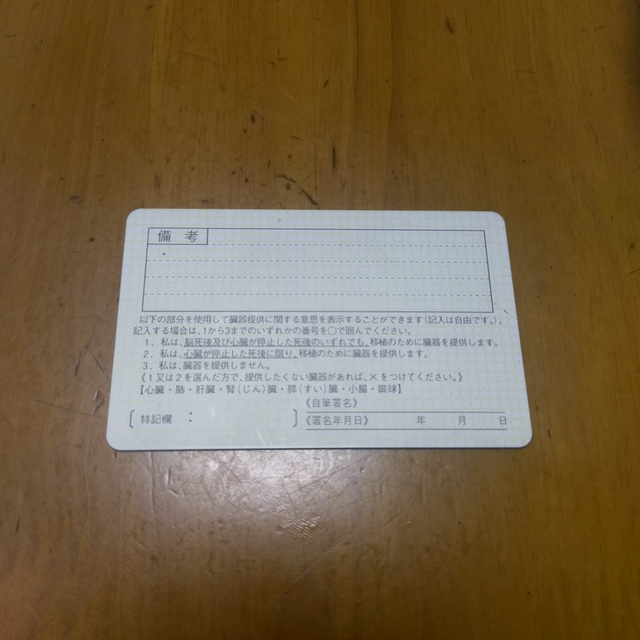 備考
以下の部分を使用して臓器提供に関する意思を表示することができます(記入は自由です。)。
記入する場合は、1から3までのいずれかの番号を○で囲んでください。
1、私は、脳死後及び心臓が停止した死後のいずれでも、移植のために臓器を提供します。
2、私は、心臓が停止した死後に限り、移植のために臓器を提供します。
3、私は、臓器を提供しません。
《1又は2を選んだ方で、提供したくない臓器があれば、×をつけてください。》
【心臓・肺・肝臓・腎(じん)臓・膵(すい)臓・小腸・眼球】
〔特記欄: 〕
《自筆署名》
《署名年月日》 年 月 日